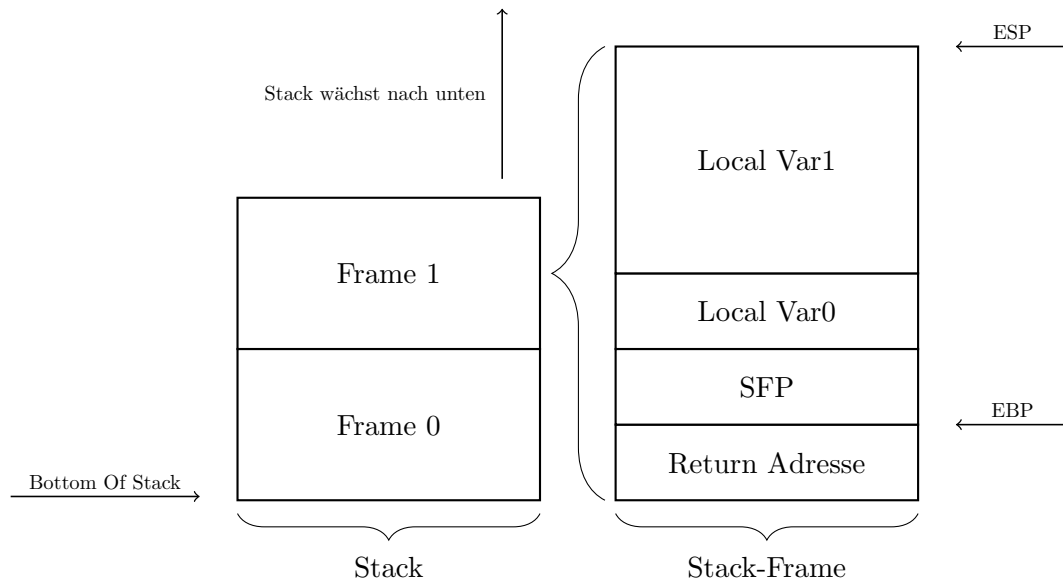 ESP
Stack wächst nach unten
Local Var1
Frame 1
Local Var0
SFP
EBP
Frame 0
Return Adresse
Bottom Of Stack
Stack
Stack-Frame